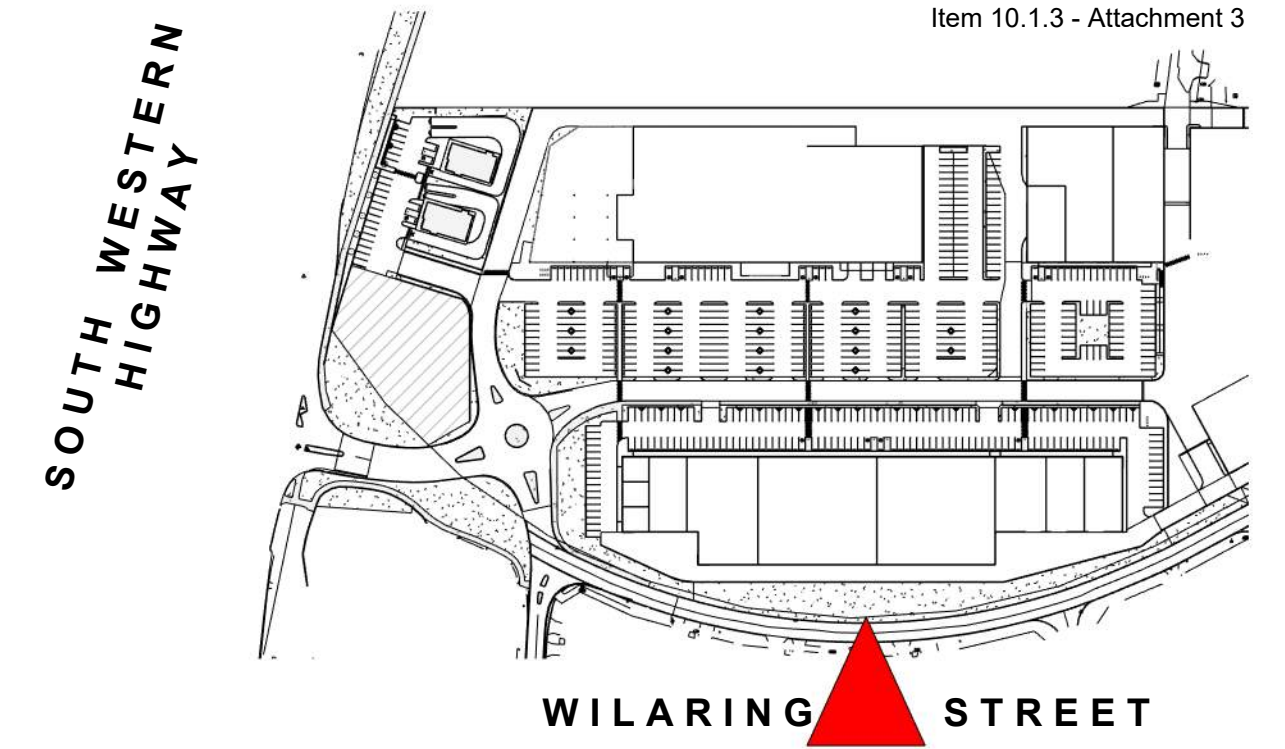 Item 10.1.3 - Attachment 3
SOUTH WESTERN
HIGHWAY
WILARING STREET